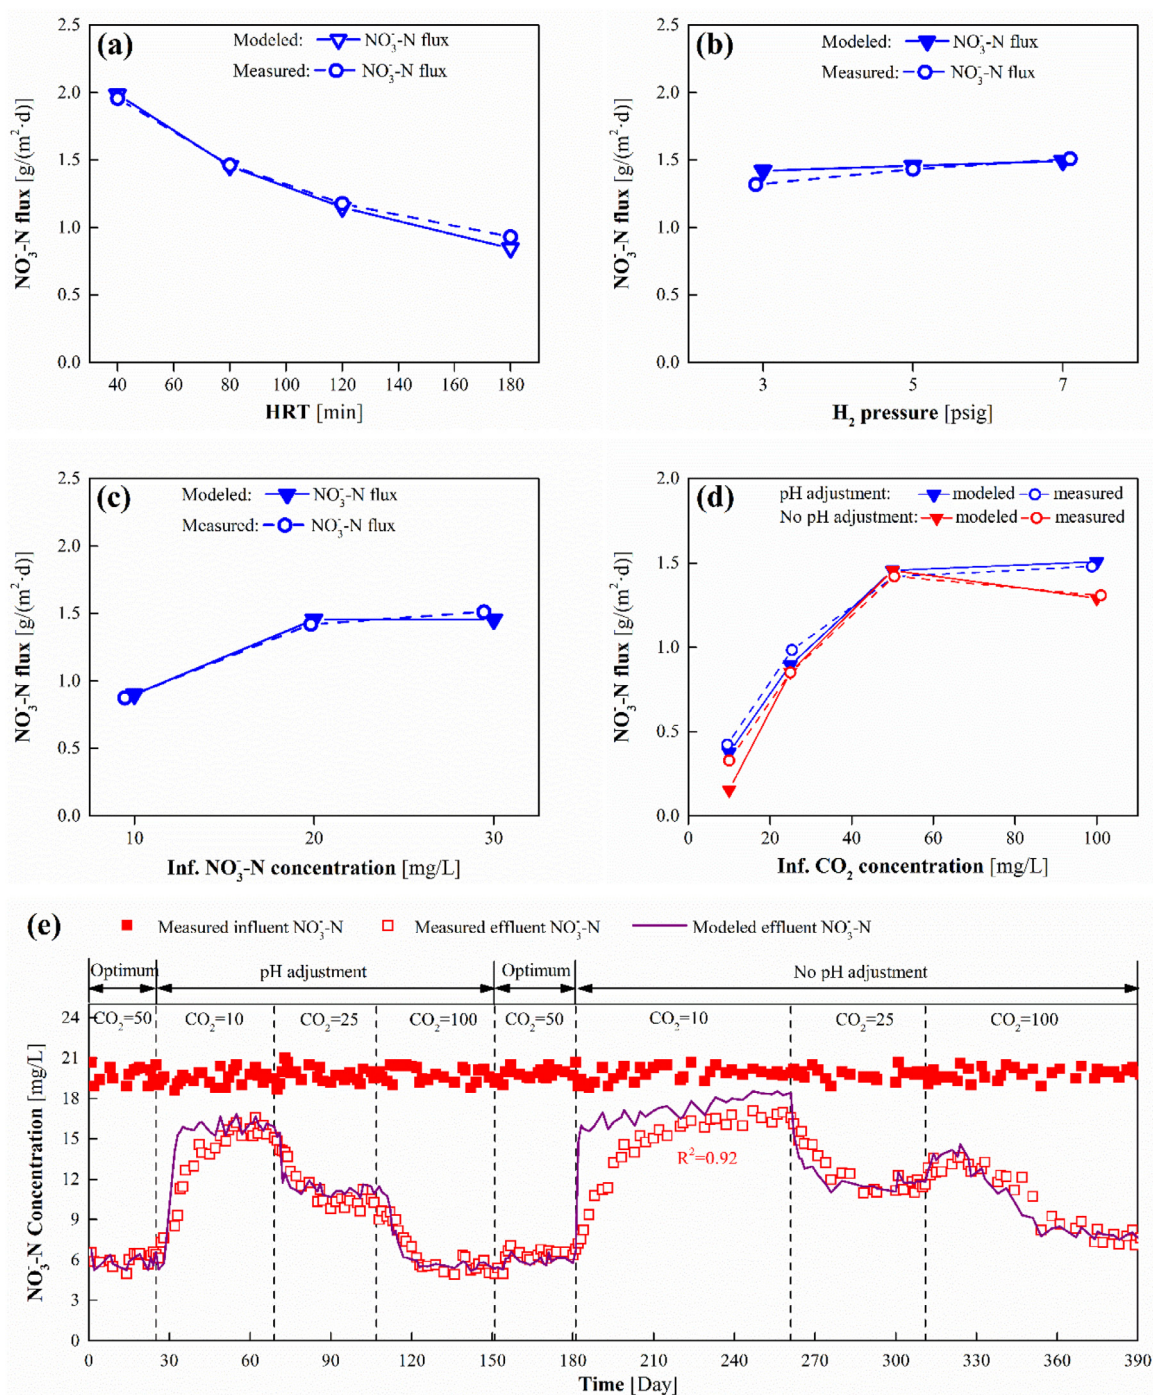 (a)
Modeled: NO₃⁻-N flux
Measured: NO₃⁻-N flux
NO₃⁻-N flux [g/(m²·d)]
2.5
2.0
1.5
1.0
0.5
0.0
40 60 80 100 120 140 160 180
HRT [min]
(b)
Modeled: NO₃⁻-N flux
Measured: NO₃⁻-N flux
NO₃⁻-N flux [g/(m²·d)]
2.5
2.0
1.5
1.0
0.5
0.0
3 5 7
H₂ pressure [psig]
(c)
Modeled: NO₃⁻-N flux
Measured: NO₃⁻-N flux
NO₃⁻-N flux [g/(m²·d)]
2.5
2.0
1.5
1.0
0.5
0.0
10 20 30
Inf. NO₃⁻-N concentration [mg/L]
(d)
pH adjustment: modeled measured
No pH adjustment: modeled measured
NO₃⁻-N flux [g/(m²·d)]
2.0
1.5
1.0
0.5
0.0
0 20 40 60 80 100
Inf. CO₂ concentration [mg/L]
(e)
Measured influent NO₃⁻-N Measured effluent NO₃⁻-N Modeled effluent NO₃⁻-N
Optimum pH adjustment Optimum No pH adjustment
CO₂=50 CO₂=10 CO₂=25 CO₂=100 CO₂=50 CO₂=10 CO₂=25 CO₂=100
NO₃⁻-N Concentration [mg/L]
24
21
18
15
12
9
6
3
0
R²=0.92
0 30 60 90 120 150 180 210 240 270 300 330 360 390
Time [Day]